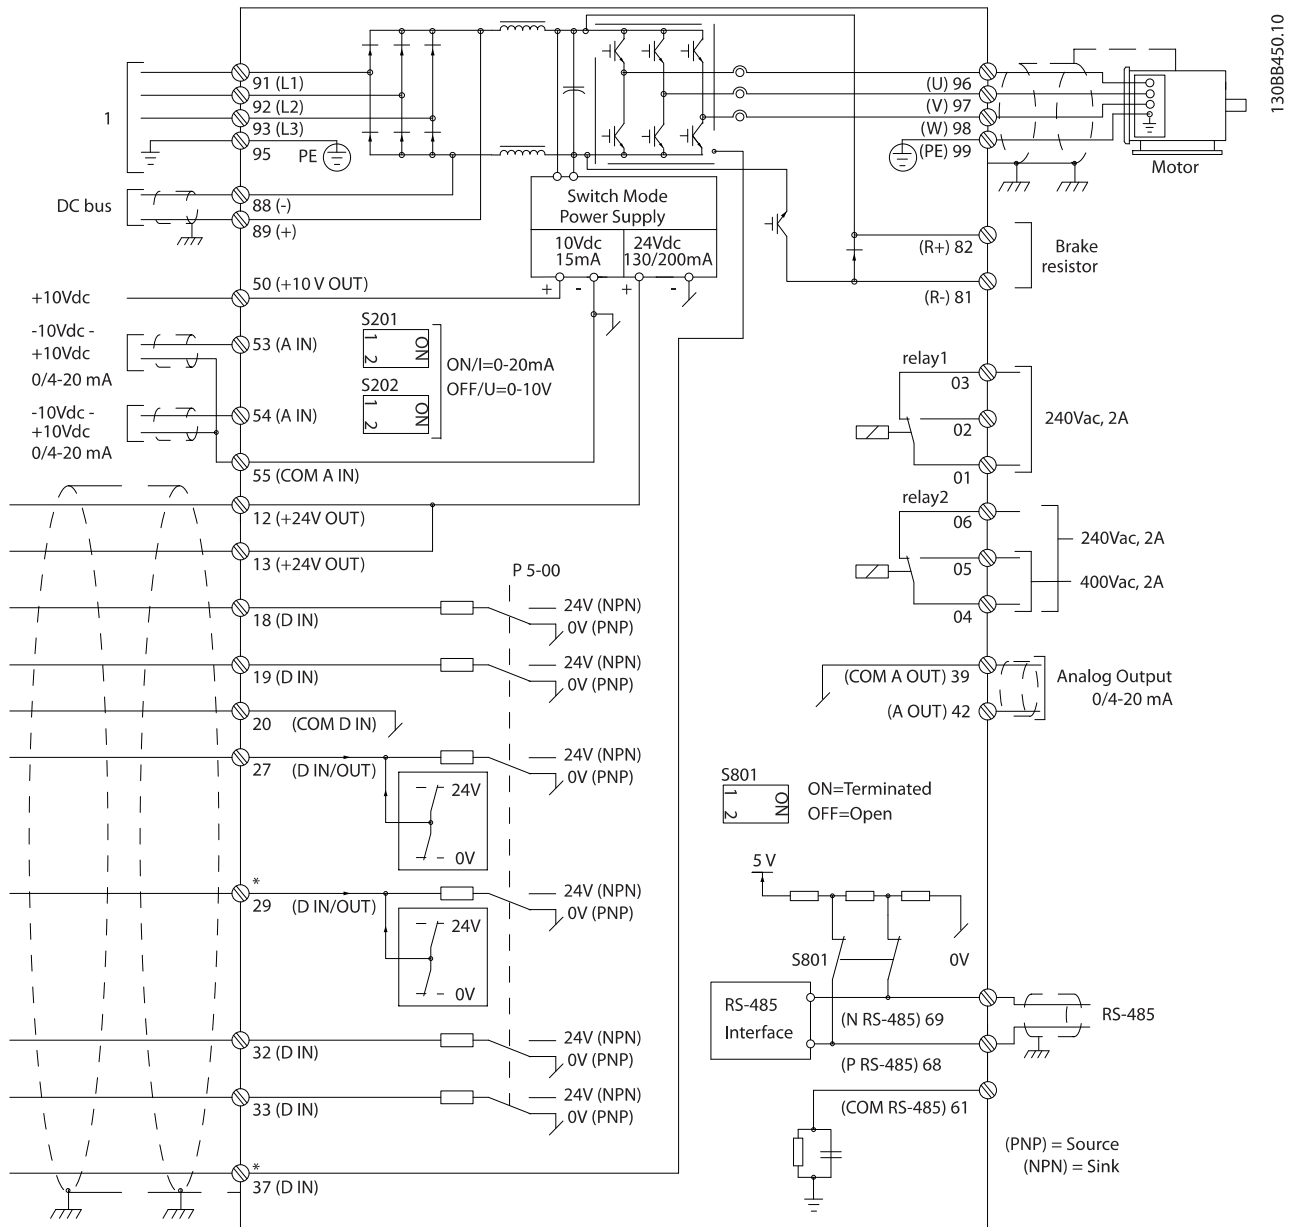 130BB450.10
1
91 (L1)
92 (L2)
93 (L3)
95
PE
(U) 96
(V) 97
(W) 98
(PE) 99
Motor
DC bus
88 (-)
89 (+)
Switch Mode
Power Supply
10Vdc
15mA
24Vdc
130/200mA
+ - + -
(R+) 82
(R-) 81
Brake
resistor
+10Vdc
50 (+10 V OUT)
-10Vdc -
+10Vdc
0/4-20 mA
53 (A IN)
S201
1
2
ON
S202
1
2
ON
ON/I=0-20mA
OFF/U=0-10V
-10Vdc -
+10Vdc
0/4-20 mA
54 (A IN)
55 (COM A IN)
relay1
03
02
01
240Vac, 2A
relay2
06
05
04
240Vac, 2A
400Vac, 2A
12 (+24V OUT)
13 (+24V OUT)
P 5-00
18 (D IN)
24V (NPN)
0V (PNP)
19 (D IN)
24V (NPN)
0V (PNP)
(COM A OUT) 39
(A OUT) 42
Analog Output
0/4-20 mA
20 (COM D IN)
27 (D IN/OUT)
24V (NPN)
0V (PNP)
24V
0V
S801
1
2
ON
ON=Terminated
OFF=Open
*
29 (D IN/OUT)
24V (NPN)
0V (PNP)
24V
0V
5 V
S801
0V
RS-485
Interface
(N RS-485) 69
(P RS-485) 68
RS-485
(COM RS-485) 61
32 (D IN)
24V (NPN)
0V (PNP)
33 (D IN)
24V (NPN)
0V (PNP)
*
37 (D IN)
(PNP) = Source
(NPN) = Sink